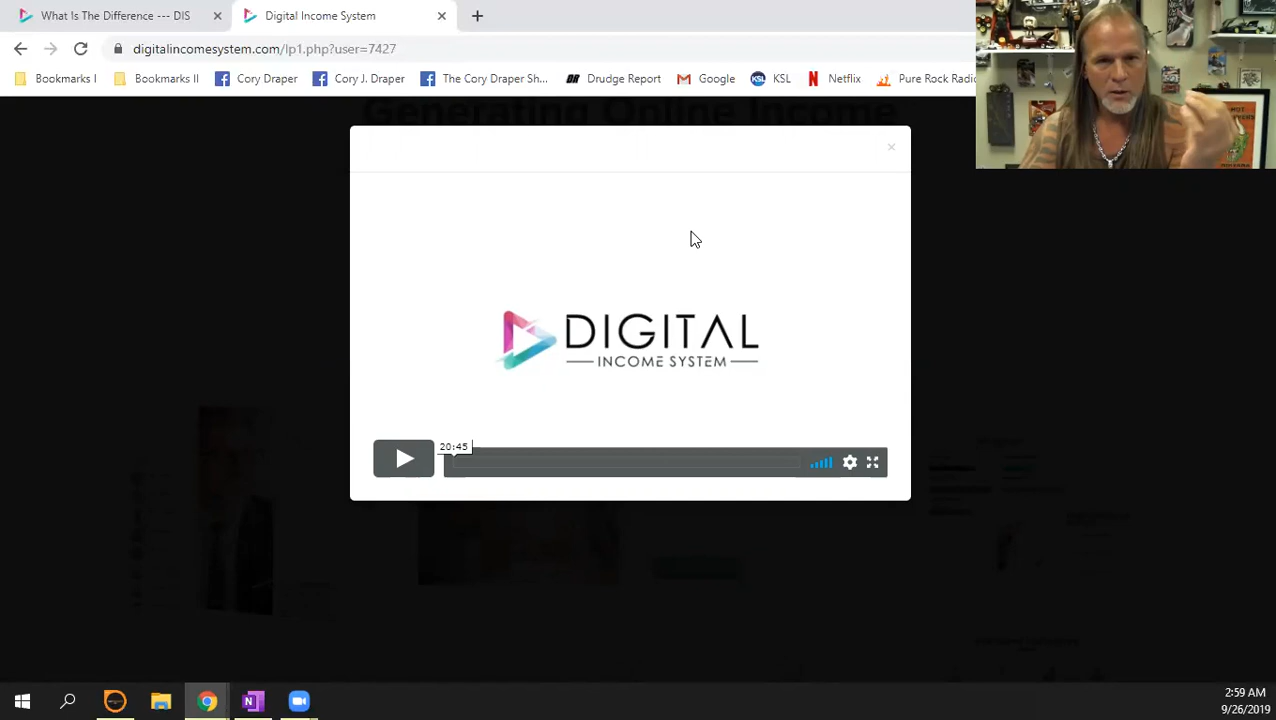 What Is The Difference --- DIS
Digital Income System
digitalincomesystem.com/lp1.php?user=7427
Bookmarks I
Bookmarks II
Cory Draper
Cory J. Draper
The Cory Draper Sh...
Drudge Report
Google
KSL
Netflix
Pure Rock Radio
Online Income
DIGITAL
INCOME SYSTEM
20:45
2:59 AM
9/26/2019